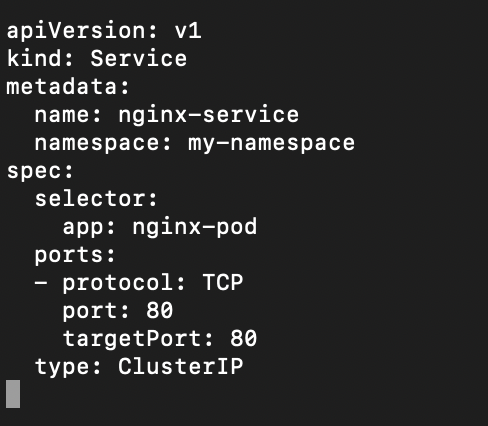 apiVersion: v1
kind: Service
metadata:
  name: nginx-service
  namespace: my-namespace
spec:
  selector:
    app: nginx-pod
  ports:
  - protocol: TCP
    port: 80
    targetPort: 80
  type: ClusterIP